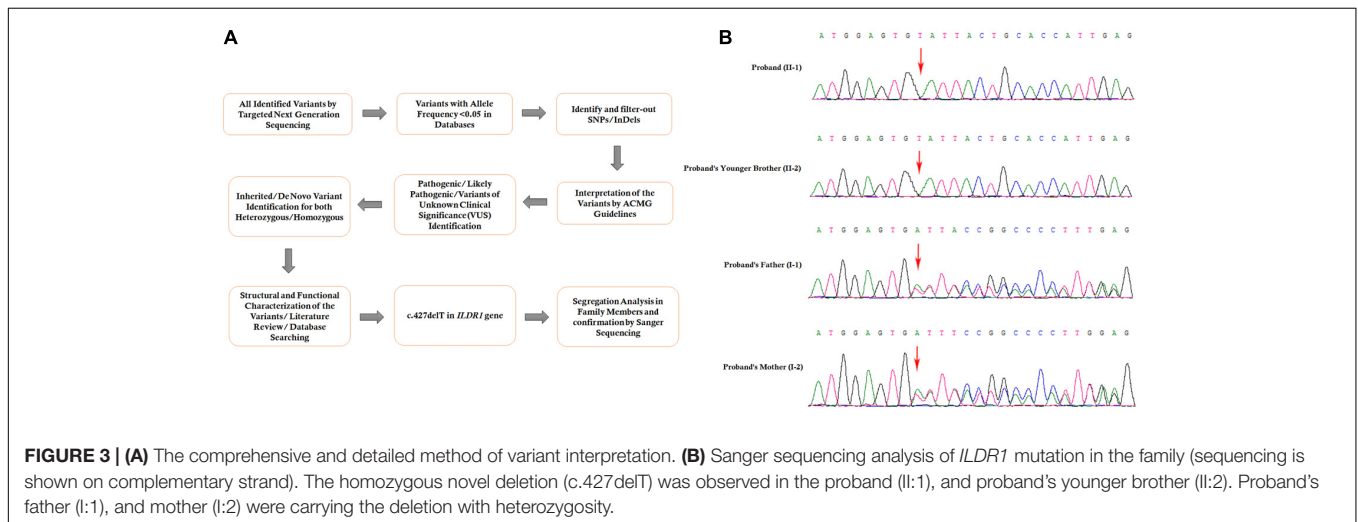 A
All Identified Variants by
Targeted Next Generation
Sequencing
Variants with Allele
Frequency <0.05 in
Databases
Identify and filter-out
SNPs/InDels
Inherited/De Novo Variant
Identification for both
Heterozygous/Homozygous
Pathogenic/ Likely
Pathogenic/Variants of
Unknown Clinical
Significance (VUS)
Identification
Interpretation of the
Variants by ACMG
Guidelines
Structural and Functional
Characterization of the
Variants/ Literature
Review/ Database
Searching
c.427delT in ILDR1 gene
Segregation Analysis in
Family Members and
confirmation by Sanger
Sequencing
B
A T G G A G T G T A T T A C T G C A C C A T T G A G
Proband (II-1)
A T G G A G T G T A T T A C T G C A C C A T T G A G
Proband's Younger Brother (II-2)
A T G G A G T G A T T A C C G G C C C C T T T G A G
Proband's Father (I-1)
A T G G A G T G A T T T C C G G C C C C T T G G A G
Proband's Mother (I-2)
FIGURE 3 | (A) The comprehensive and detailed method of variant interpretation. (B) Sanger sequencing analysis of ILDR1 mutation in the family (sequencing is
shown on complementary strand). The homozygous novel deletion (c.427delT) was observed in the proband (II:1), and proband's younger brother (II:2). Proband's
father (I:1), and mother (I:2) were carrying the deletion with heterozygosity.